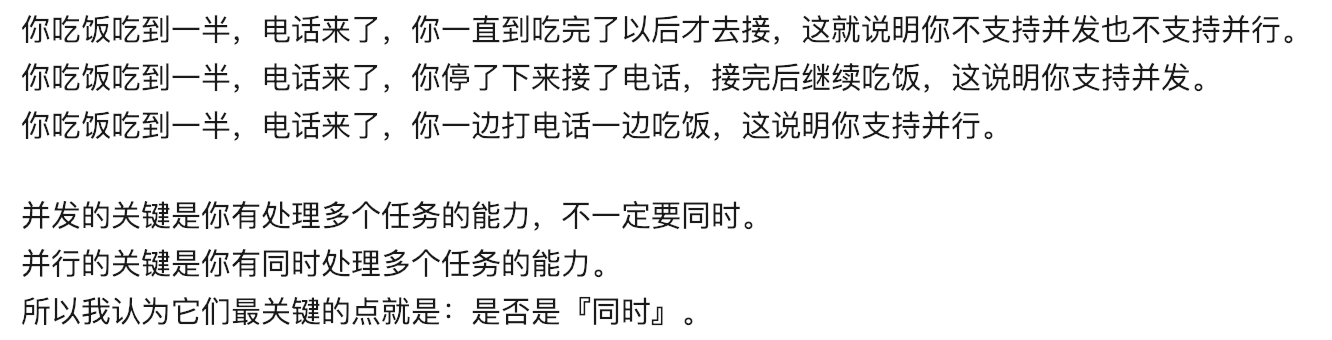 你吃饭吃到一半，电话来了，你一直到吃完了以后才去接，这就说明你不支持并发也不支持并行。
你吃饭吃到一半，电话来了，你停了下来接了电话，接完后继续吃饭，这说明你支持并发。
你吃饭吃到一半，电话来了，你一边打电话一边吃饭，这说明你支持并行。
并发的关键是你有处理多个任务的能力，不一定要同时。
并行的关键是你有同时处理多个任务的能力。
所以我认为它们最关键的点就是：是否是『同时』。